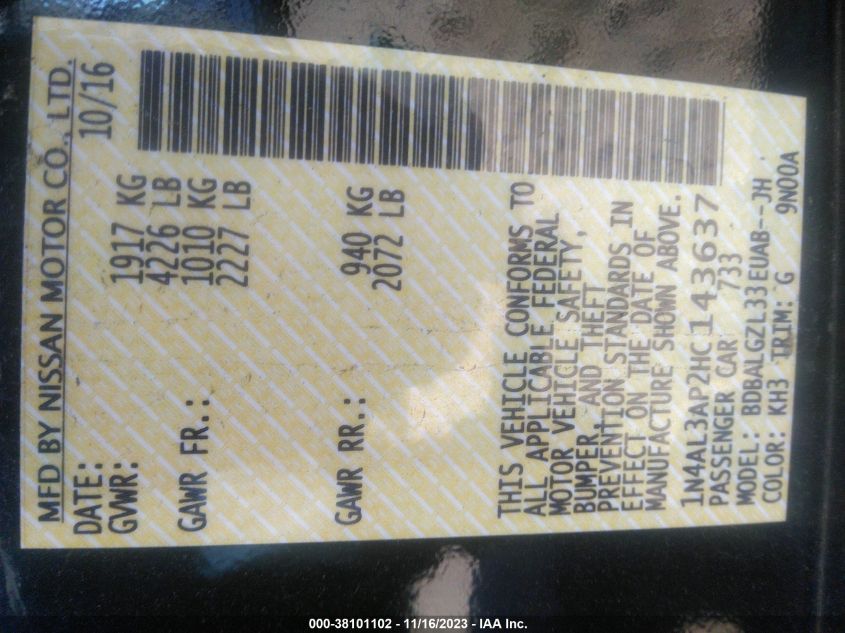 MFD BY NISSAN MOTOR CO., LTD.
DATE: 10/16
GVWR: 1917 KG
4226 LB
GAWR FR.: 1010 KG
2227 LB
GAWR RR.: 940 KG
2072 LB
THIS VEHICLE CONFORMS TO
ALL APPLICABLE FEDERAL
MOTOR VEHICLE SAFETY,
BUMPER, AND THEFT
PREVENTION STANDARDS IN
EFFECT ON THE DATE OF
MANUFACTURE SHOWN ABOVE.
1N4AL3AP2HC143637
PASSENGER CAR 733
MODEL: BDBALGZL33EUAB--JH
COLOR: KH3 TRIM: G 9N00A
000-38101102 - 11/16/2023 - IAA Inc.